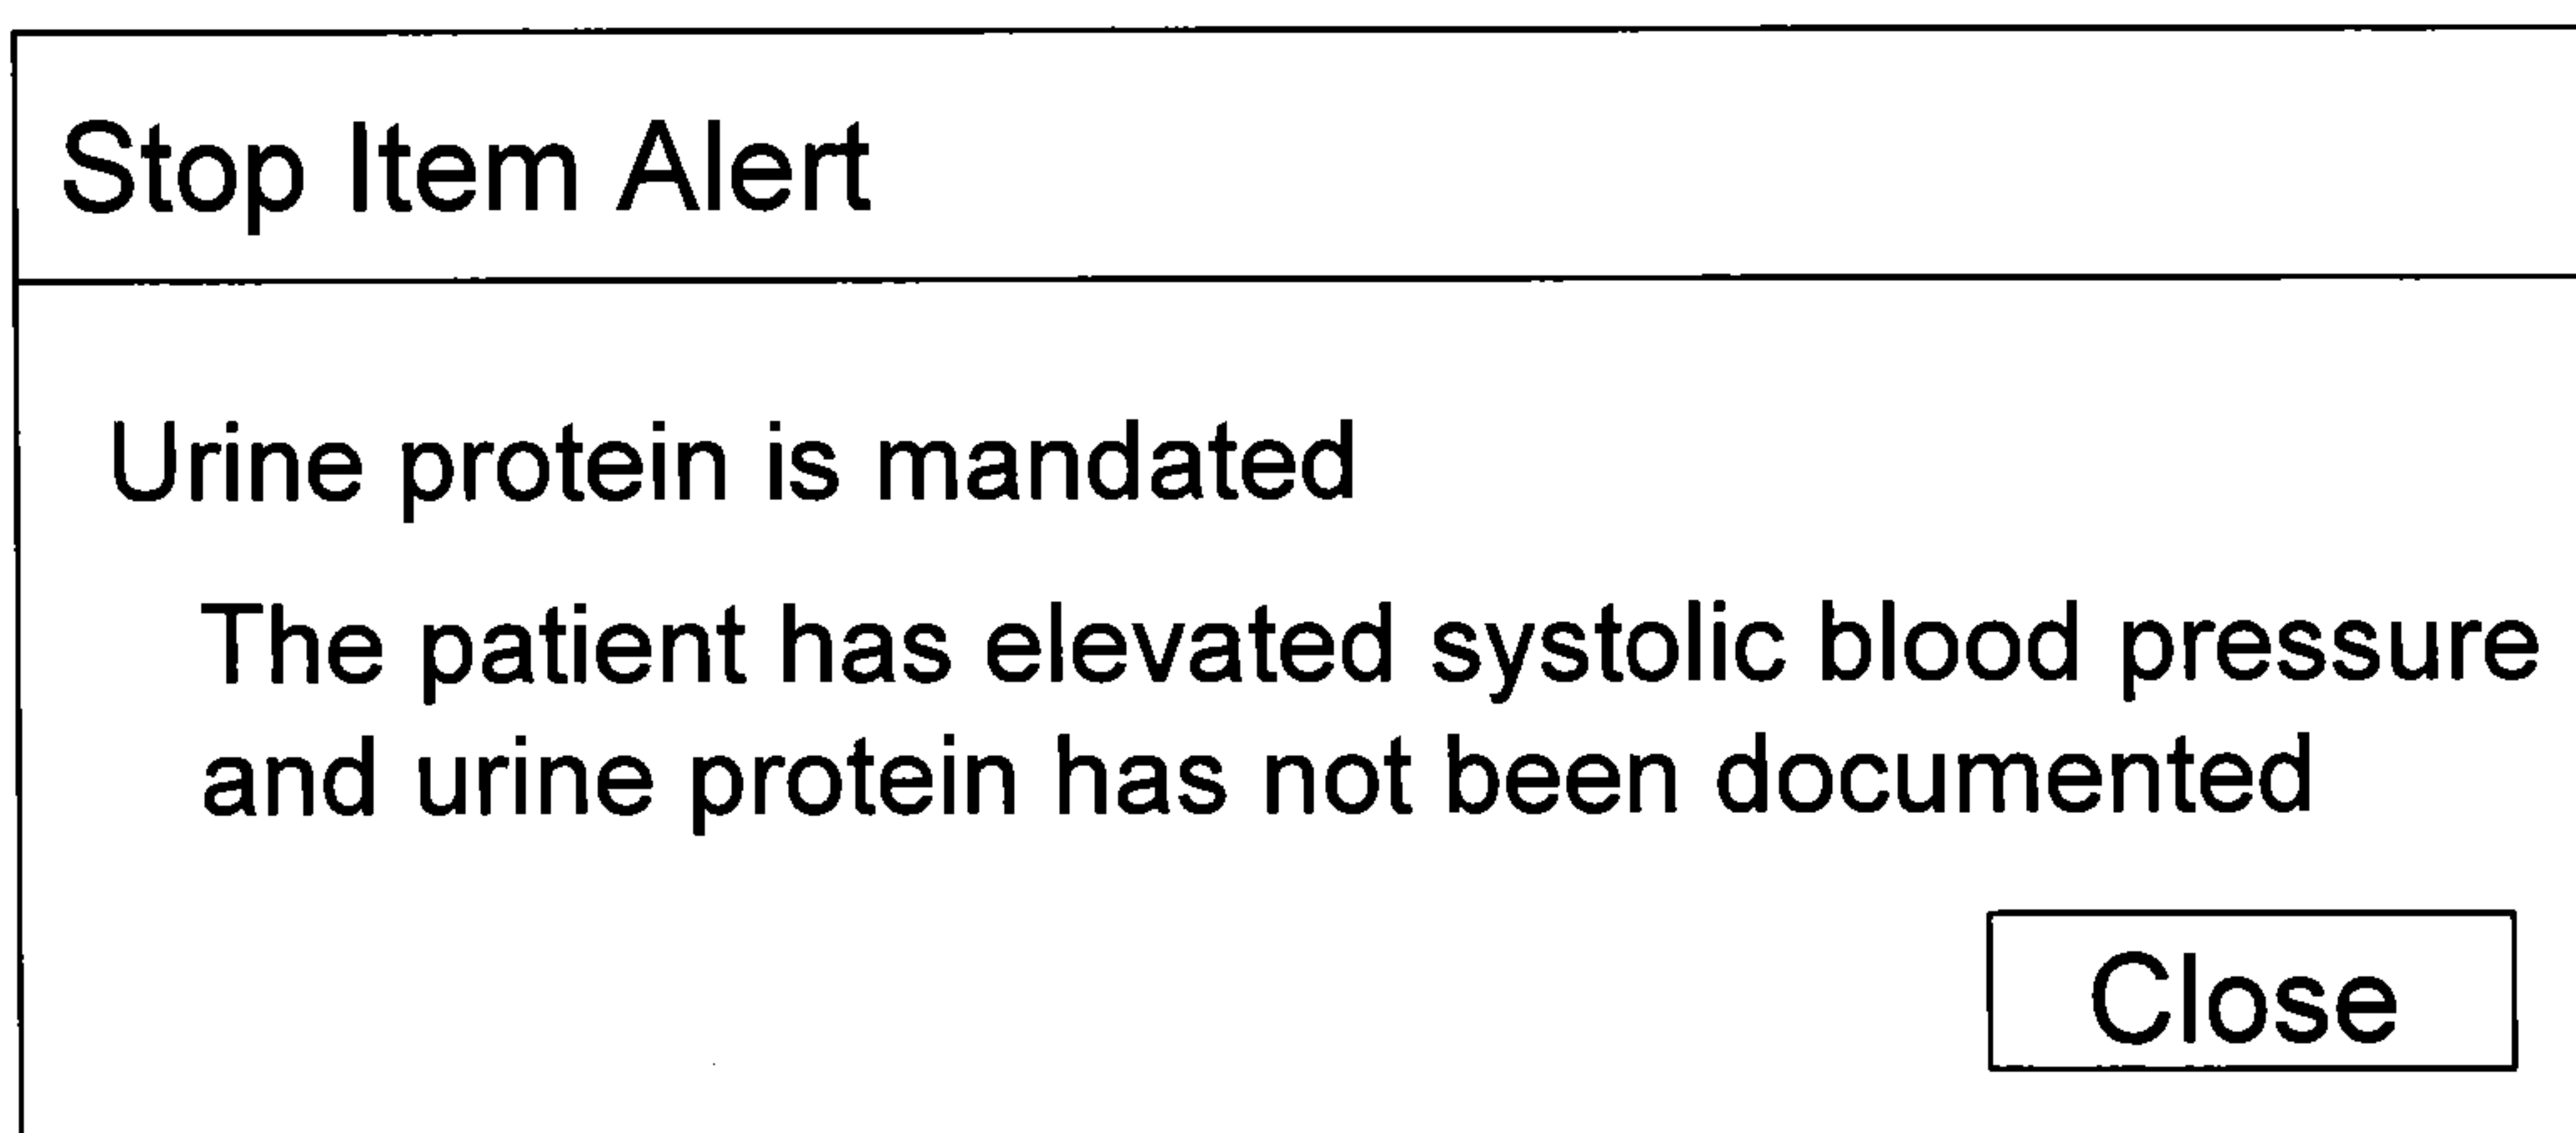 Stop Item Alert
Urine protein is mandated
The patient has elevated systolic blood pressure
and urine protein has not been documented
Close